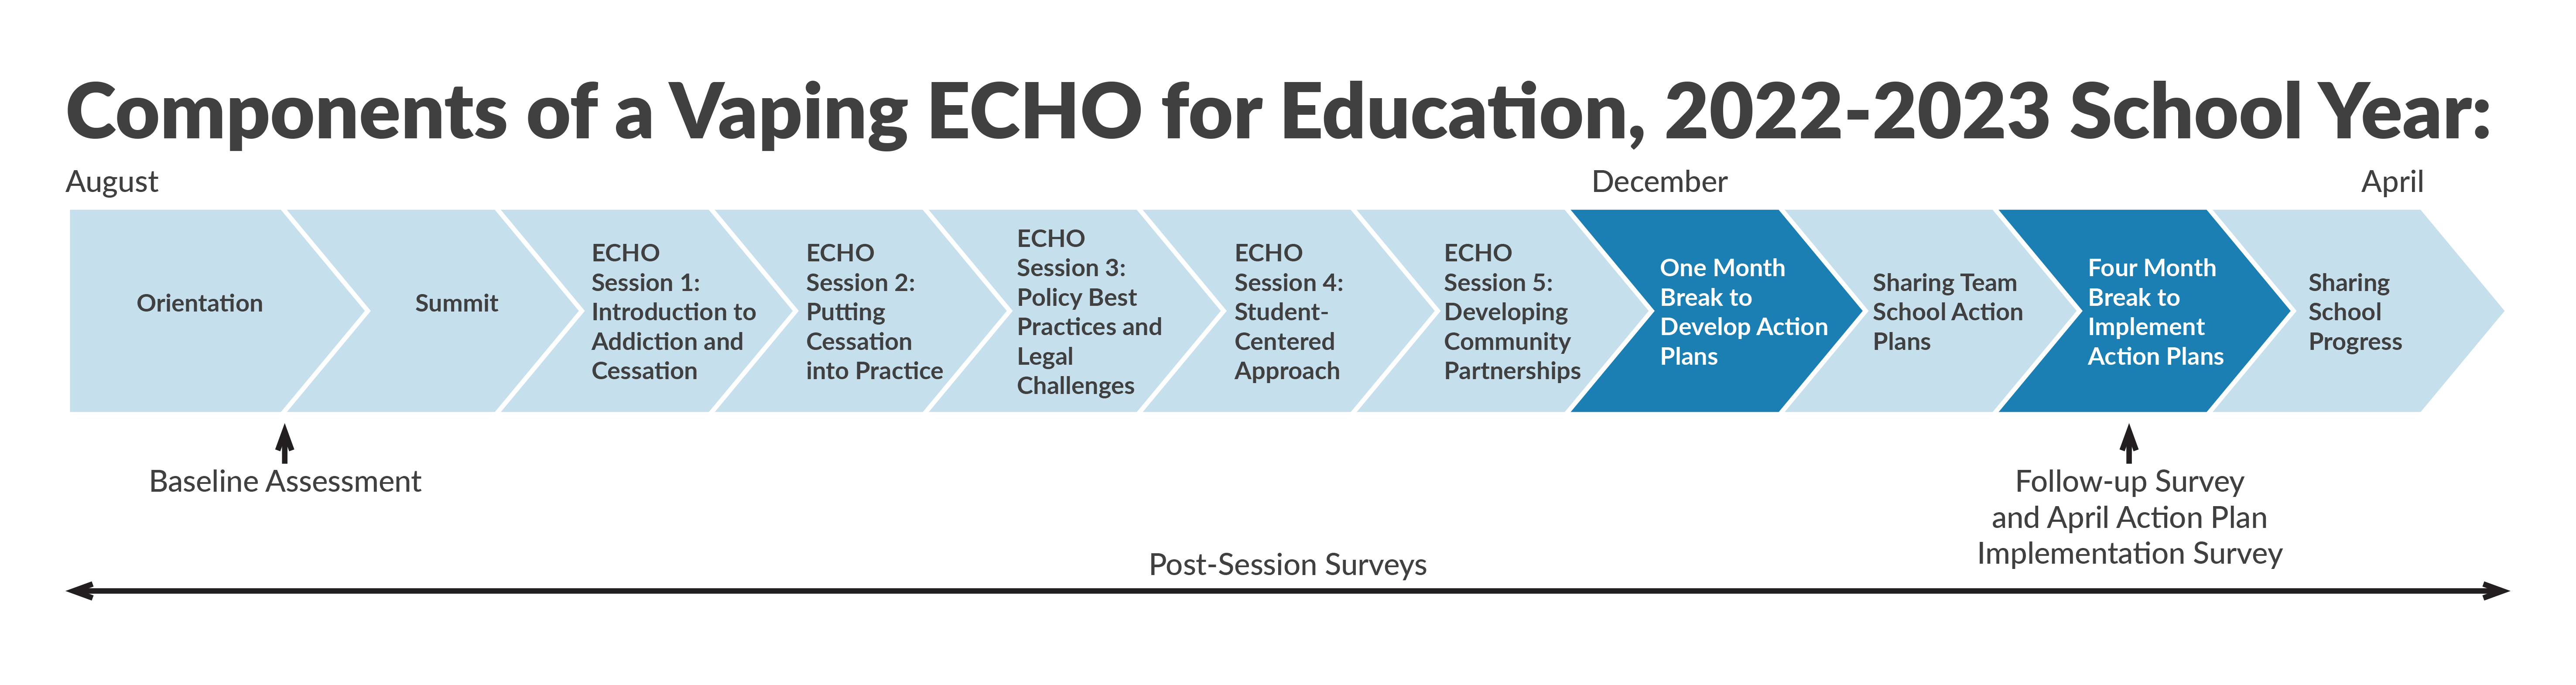 Components of a Vaping ECHO for Education, 2022-2023 School Year:
August
December
April
Orientation
Summit
ECHO
Session 1:
Introduction to
Addiction and
Cessation
ECHO
Session 2:
Putting
Cessation
into Practice
ECHO
Session 3:
Policy Best
Practices and
Legal
Challenges
ECHO
Session 4:
Student-
Centered
Approach
ECHO
Session 5:
Developing
Community
Partnerships
One Month
Break to
Develop Action
Plans
Sharing Team
School Action
Plans
Four Month
Break to
Implement
Action Plans
Sharing
School
Progress
Baseline Assessment
Follow-up Survey
and April Action Plan
Implementation Survey
Post-Session Surveys